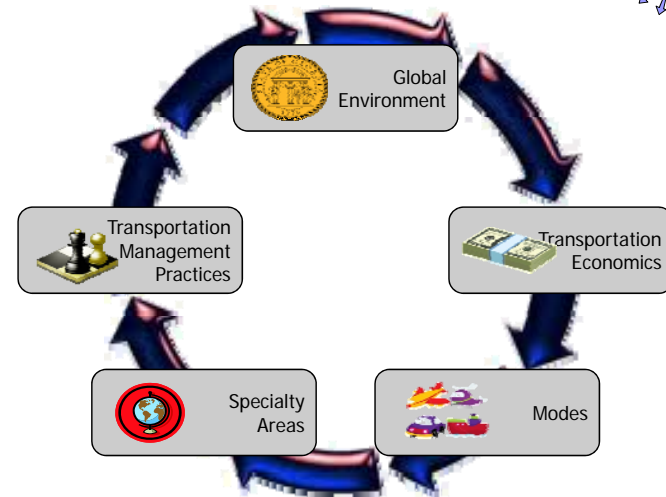 Global
Environment
Transportation
Economics
Modes
Specialty
Areas
Transportation
Management
Practices